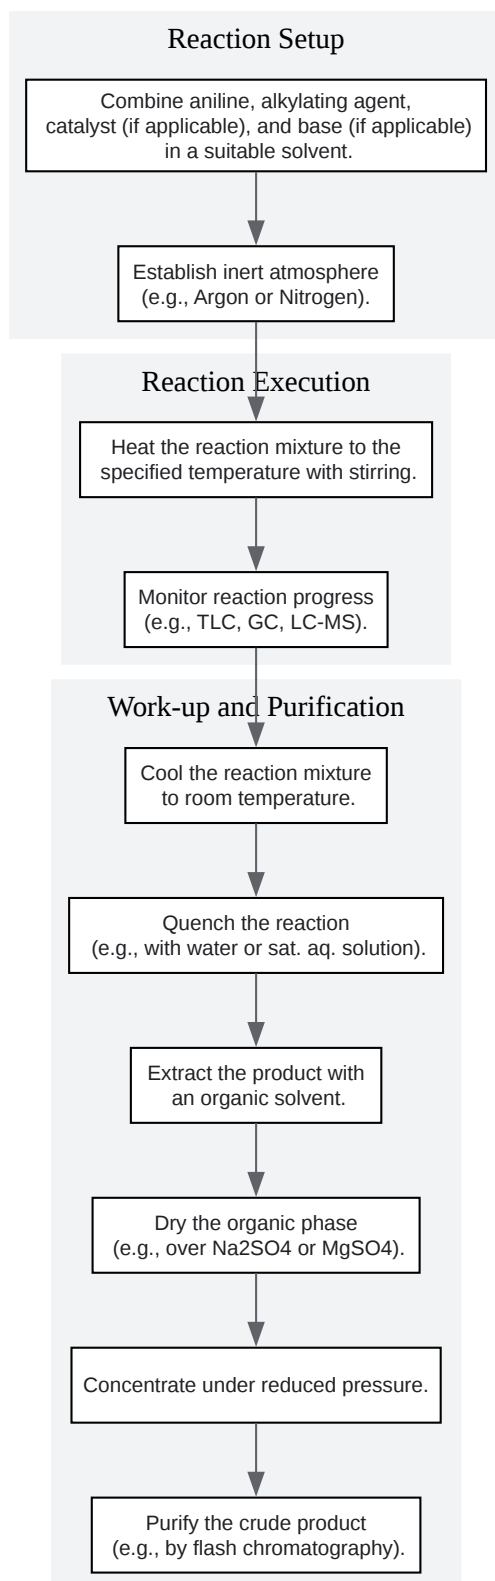 Reaction Setup
Combine aniline, alkylating agent,
catalyst (if applicable), and base (if applicable)
in a suitable solvent.
Establish inert atmosphere
(e.g., Argon or Nitrogen).
Reaction Execution
Heat the reaction mixture to the
specified temperature with stirring.
Monitor reaction progress
(e.g., TLC, GC, LC-MS).
Work-up and Purification
Cool the reaction mixture
to room temperature.
Quench the reaction
(e.g., with water or sat. aq. solution).
Extract the product with
an organic solvent.
Dry the organic phase
(e.g., over Na2SO4 or MgSO4).
Concentrate under reduced pressure.
Purify the crude product
(e.g., by flash chromatography).